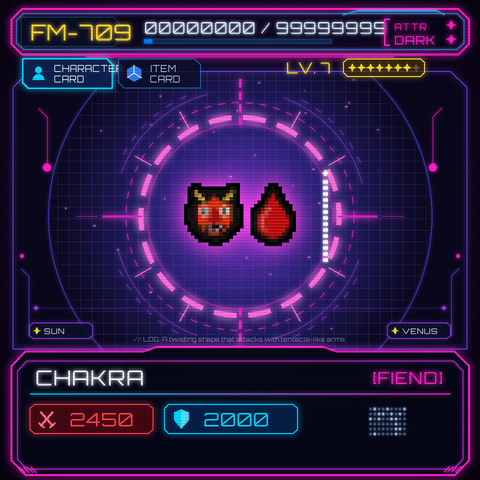 FM-709
00000000 / 99999999
ATTR
DARK
CHARACTER
CARD
ITEM
CARD
LV.7
SUN
VENUS
// LOG: A twisting shape that attacks with tentacle-like arms.
CHAKRA
[FIEND]
2450
2000